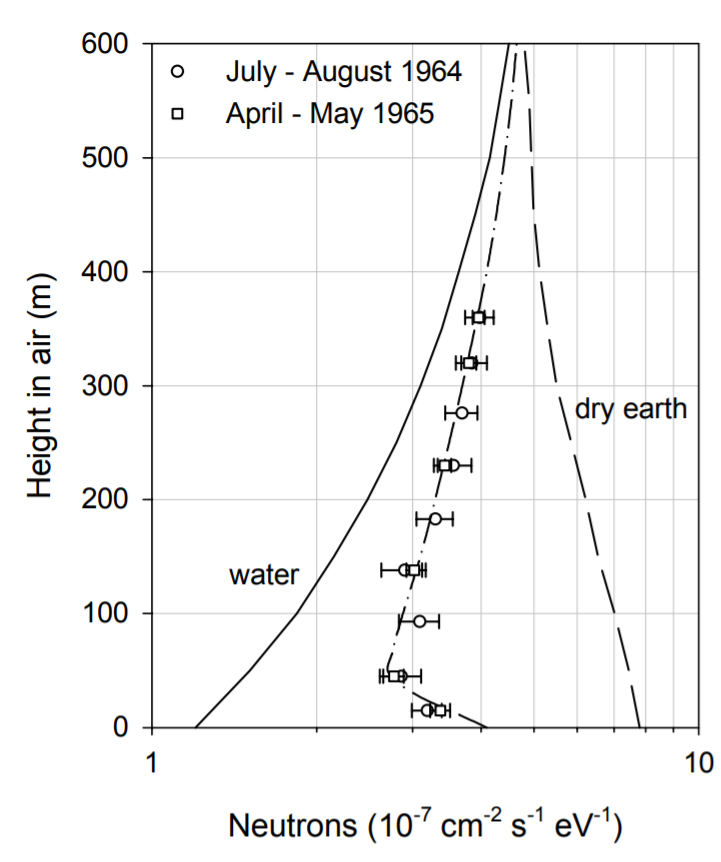 600
July - August 1964
April - May 1965
500
400
300
dry earth
200
water
100
0
1
10
Height in air (m)
Neutrons (10⁻⁷ cm⁻² s⁻¹ eV⁻¹)